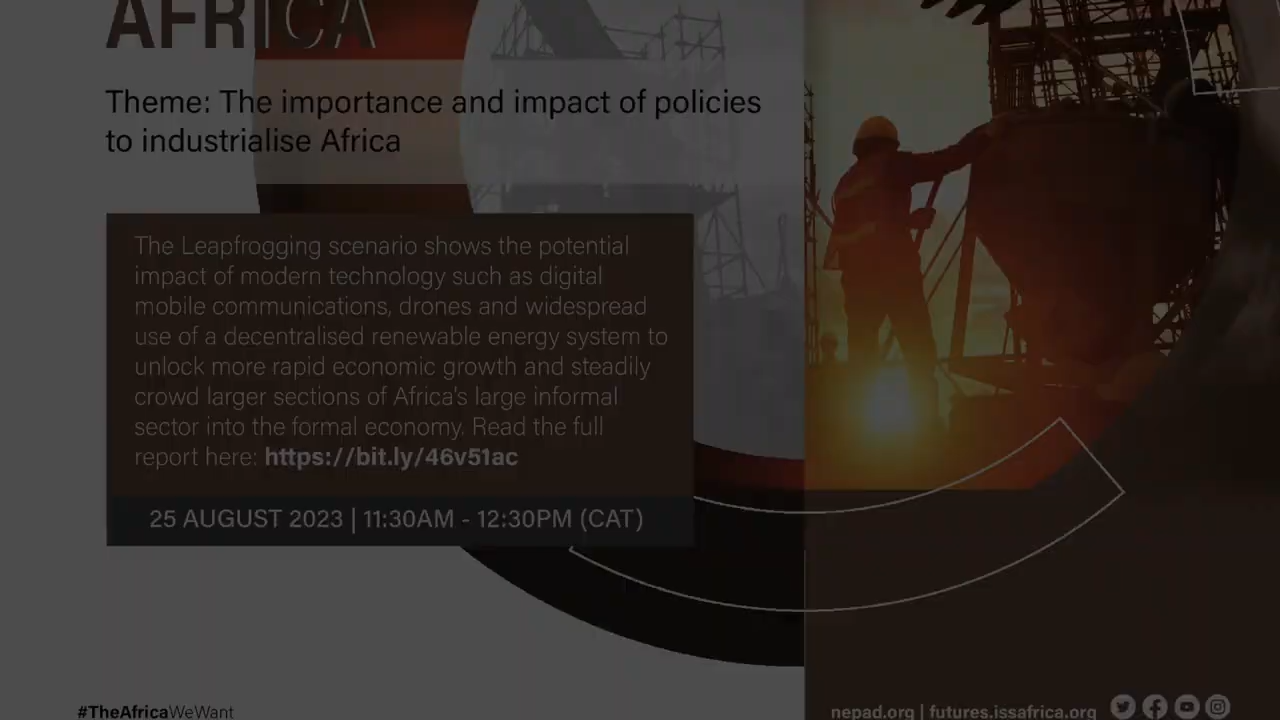 AFRICA
Theme: The importance and impact of policies
to industrialise Africa
The Leapfrogging scenario shows the potential
impact of modern technology such as digital
mobile communications, drones and widespread
use of a decentralised renewable energy system to
unlock more rapid economic growth and steadily
crowd larger sections of Africa's large informal
sector into the formal economy. Read the full
report here: https://bit.ly/46v51ac
25 AUGUST 2023 | 11:30AM - 12:30PM (CAT)
#TheAfricaWeWant
nepad.org | futures.issafrica.org